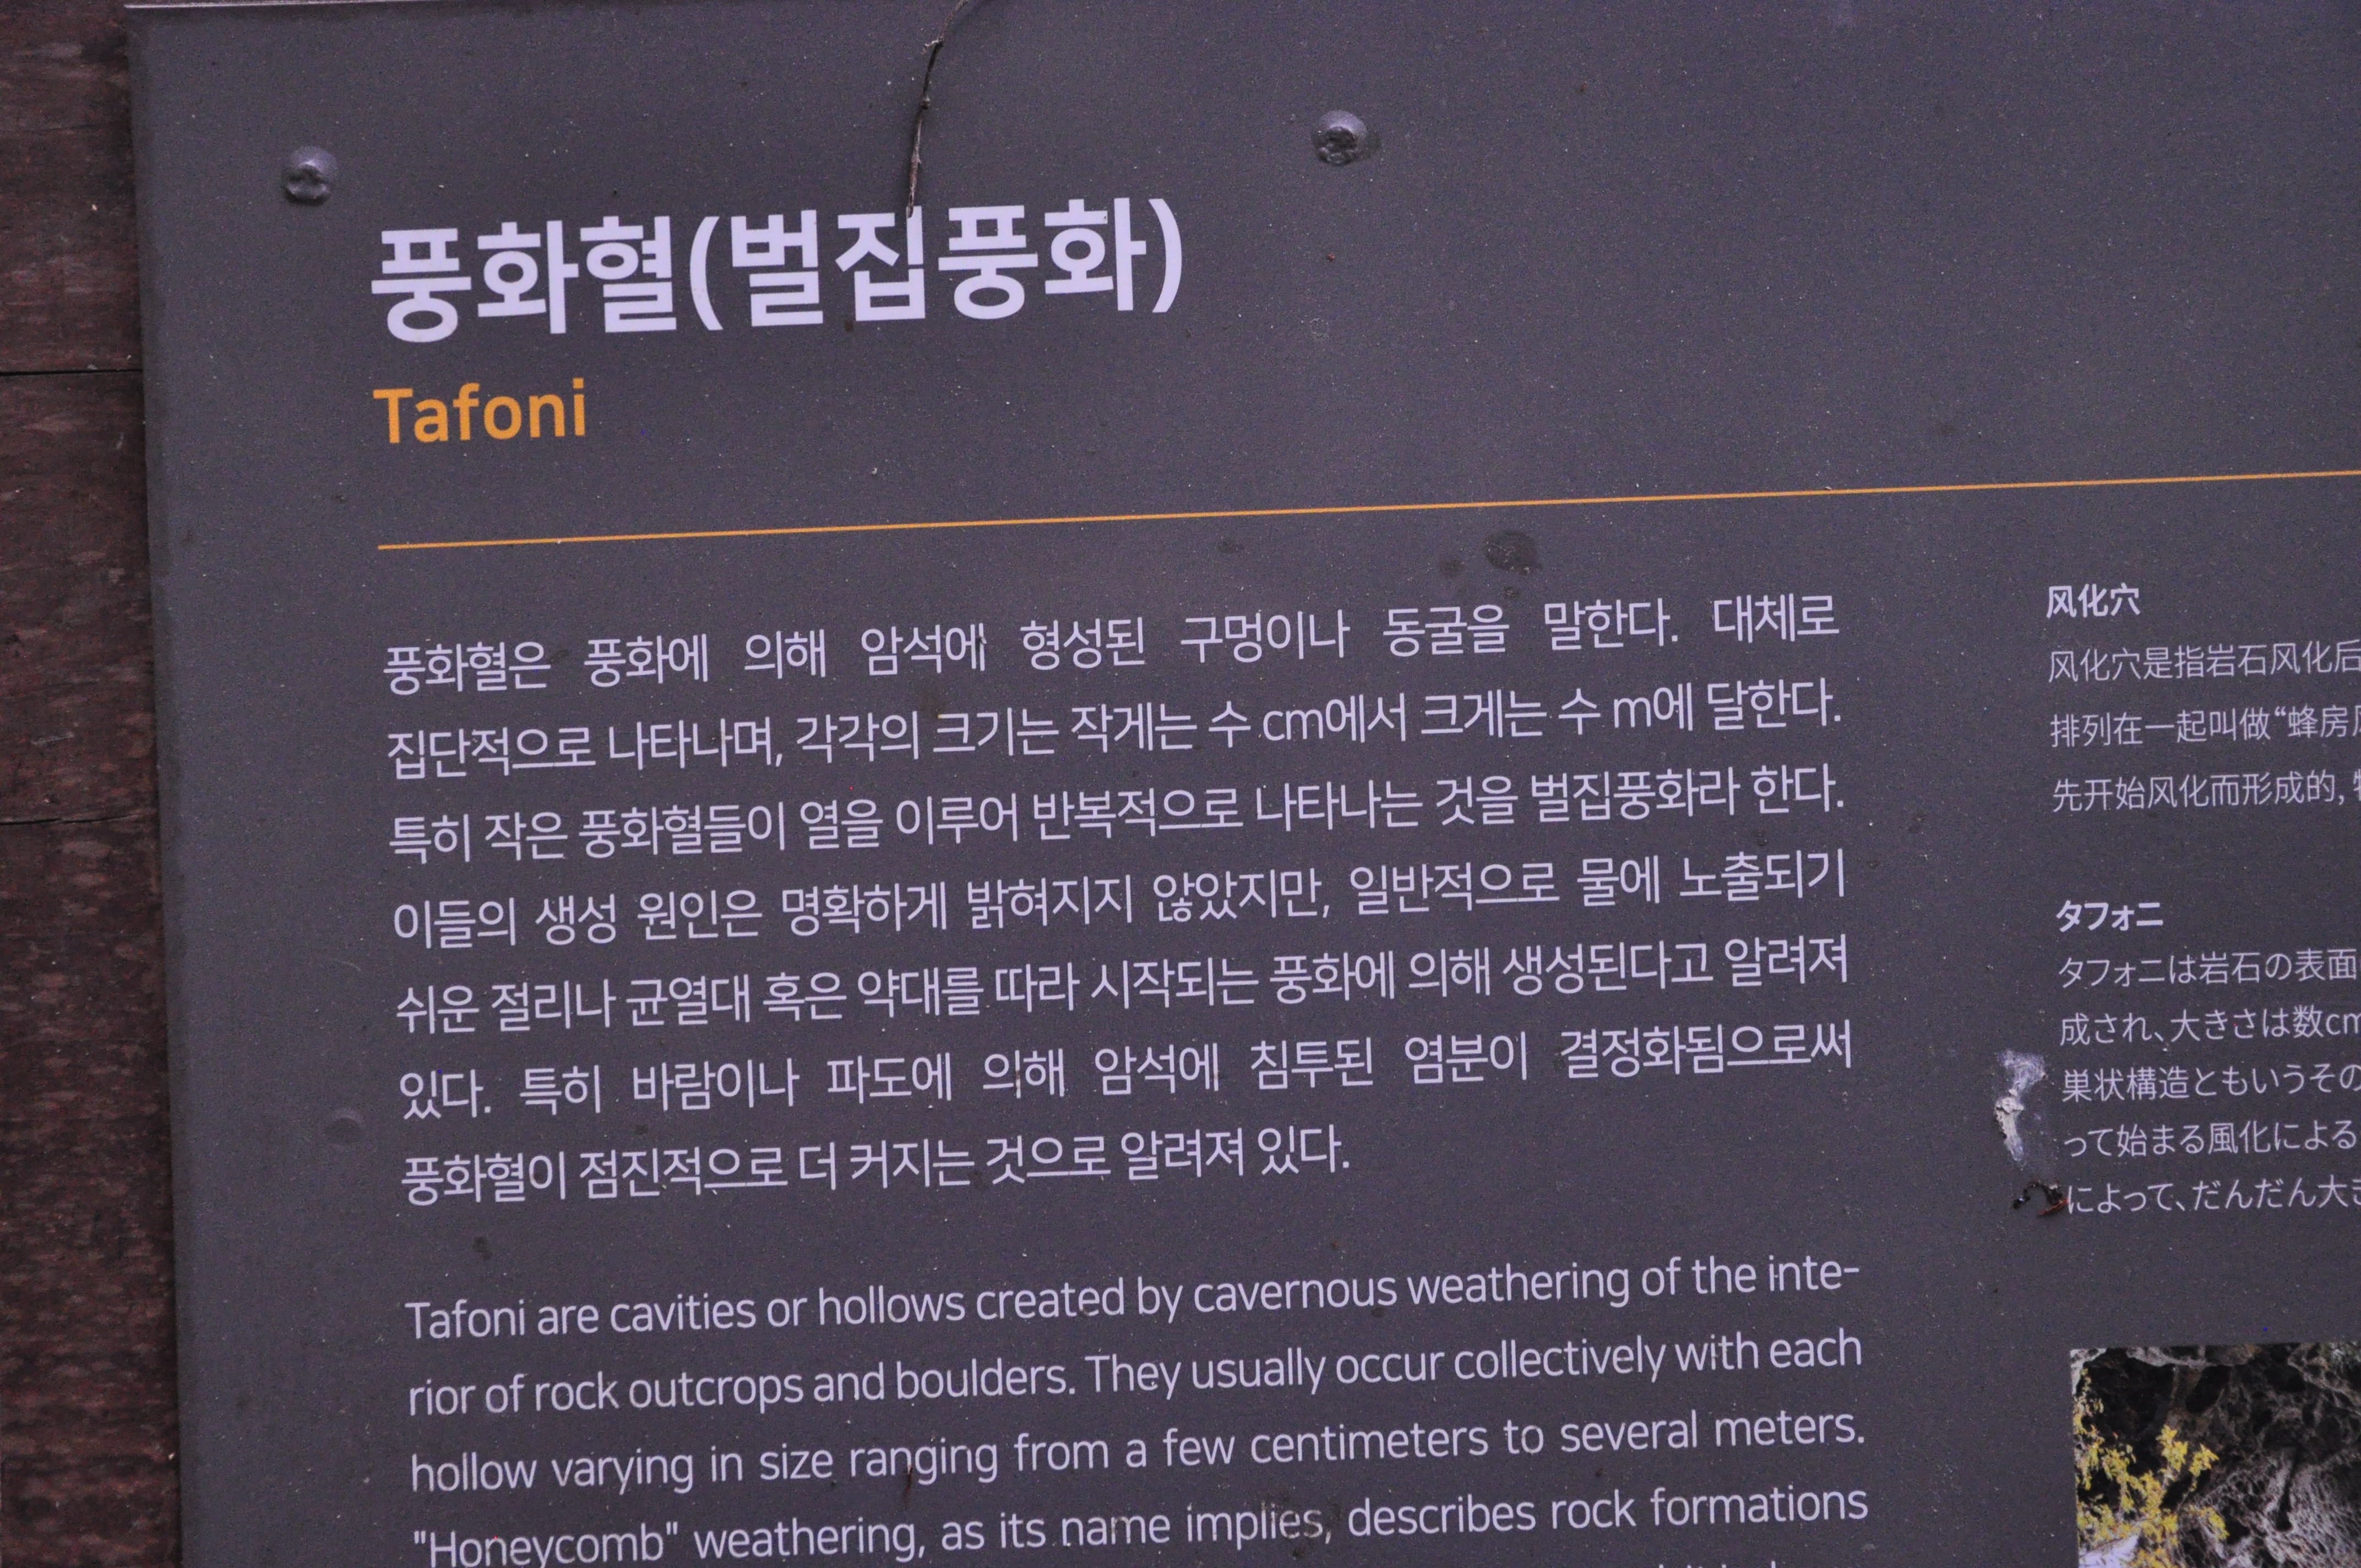 풍화혈(벌집풍화)
Tafoni
풍화혈은 풍화에 의해 암석에 형성된 구멍이나 동굴을 말한다. 대체로
집단적으로 나타나며, 각각의 크기는 작게는 수 cm에서 크게는 수 m에 달한다.
특히 작은 풍화혈들이 열을 이루어 반복적으로 나타나는 것을 벌집풍화라 한다.
이들의 생성 원인은 명확하게 밝혀지지 않았지만, 일반적으로 물에 노출되기
쉬운 절리나 균열대 혹은 약대를 따라 시작되는 풍화에 의해 생성된다고 알려져
있다. 특히 바람이나 파도에 의해 암석에 침투된 염분이 결정화됨으로써
풍화혈이 점진적으로 더 커지는 것으로 알려져 있다.
Tafoni are cavities or hollows created by cavernous weathering of the inte-
rior of rock outcrops and boulders. They usually occur collectively with each
hollow varying in size ranging from a few centimeters to several meters.
"Honeycomb" weathering, as its name implies, describes rock formations
风化穴
风化穴是指岩石风化后
排列在一起叫做“蜂房
先开始风化而形成的,
タフォニ
タフォニは岩石の表面
成され、大きさは数cm
巣状構造ともいうその
って始まる風化による
によって、だんだん大き